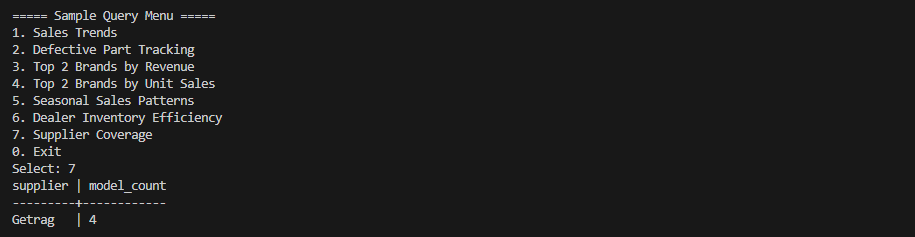 ===== Sample Query Menu =====
1. Sales Trends
2. Defective Part Tracking
3. Top 2 Brands by Revenue
4. Top 2 Brands by Unit Sales
5. Seasonal Sales Patterns
6. Dealer Inventory Efficiency
7. Supplier Coverage
0. Exit
Select: 7
supplier | model_count
---------+------------
Getrag   | 4